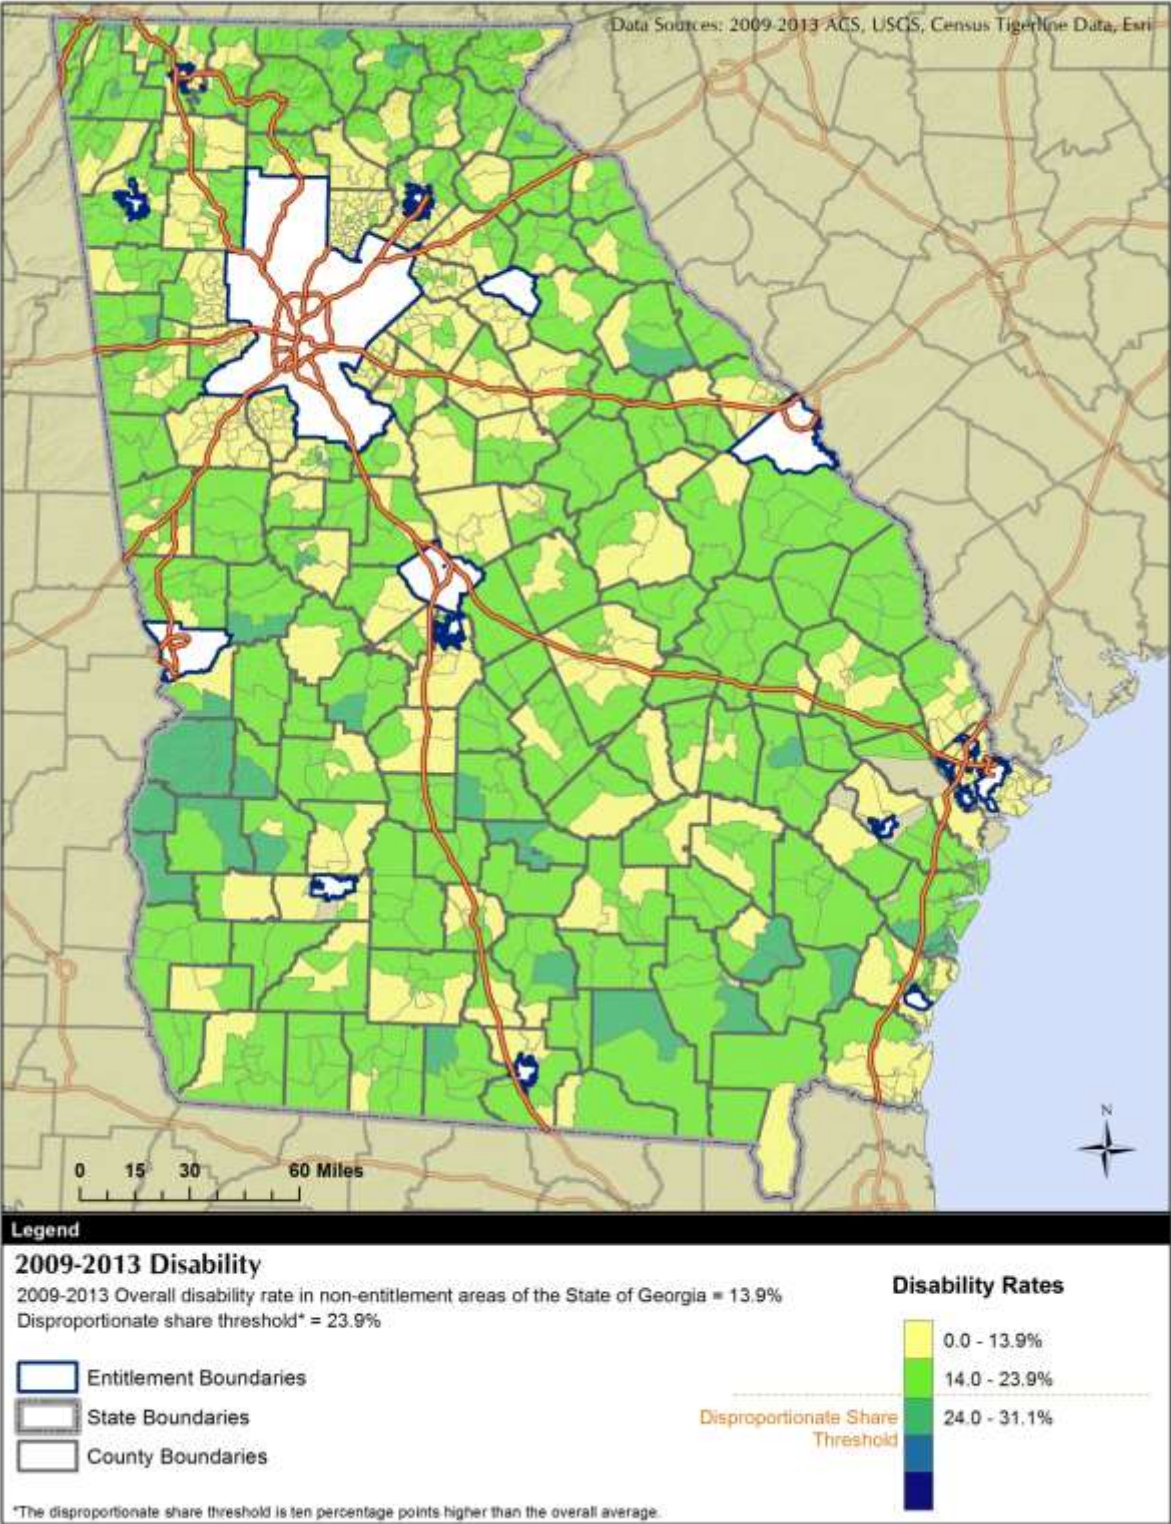 Data Sources: 2009-2013 ACS, USGS, Census Tigerline Data, Esri
N
0 15 30 60 Miles
Legend
2009-2013 Disability
2009-2013 Overall disability rate in non-entitlement areas of the State of Georgia = 13.9%
Disproportionate share threshold* = 23.9%
Entitlement Boundaries
State Boundaries
County Boundaries
Disability Rates
0.0 - 13.9%
14.0 - 23.9%
Disproportionate Share
Threshold
24.0 - 31.1%
*The disproportionate share threshold is ten percentage points higher than the overall average.